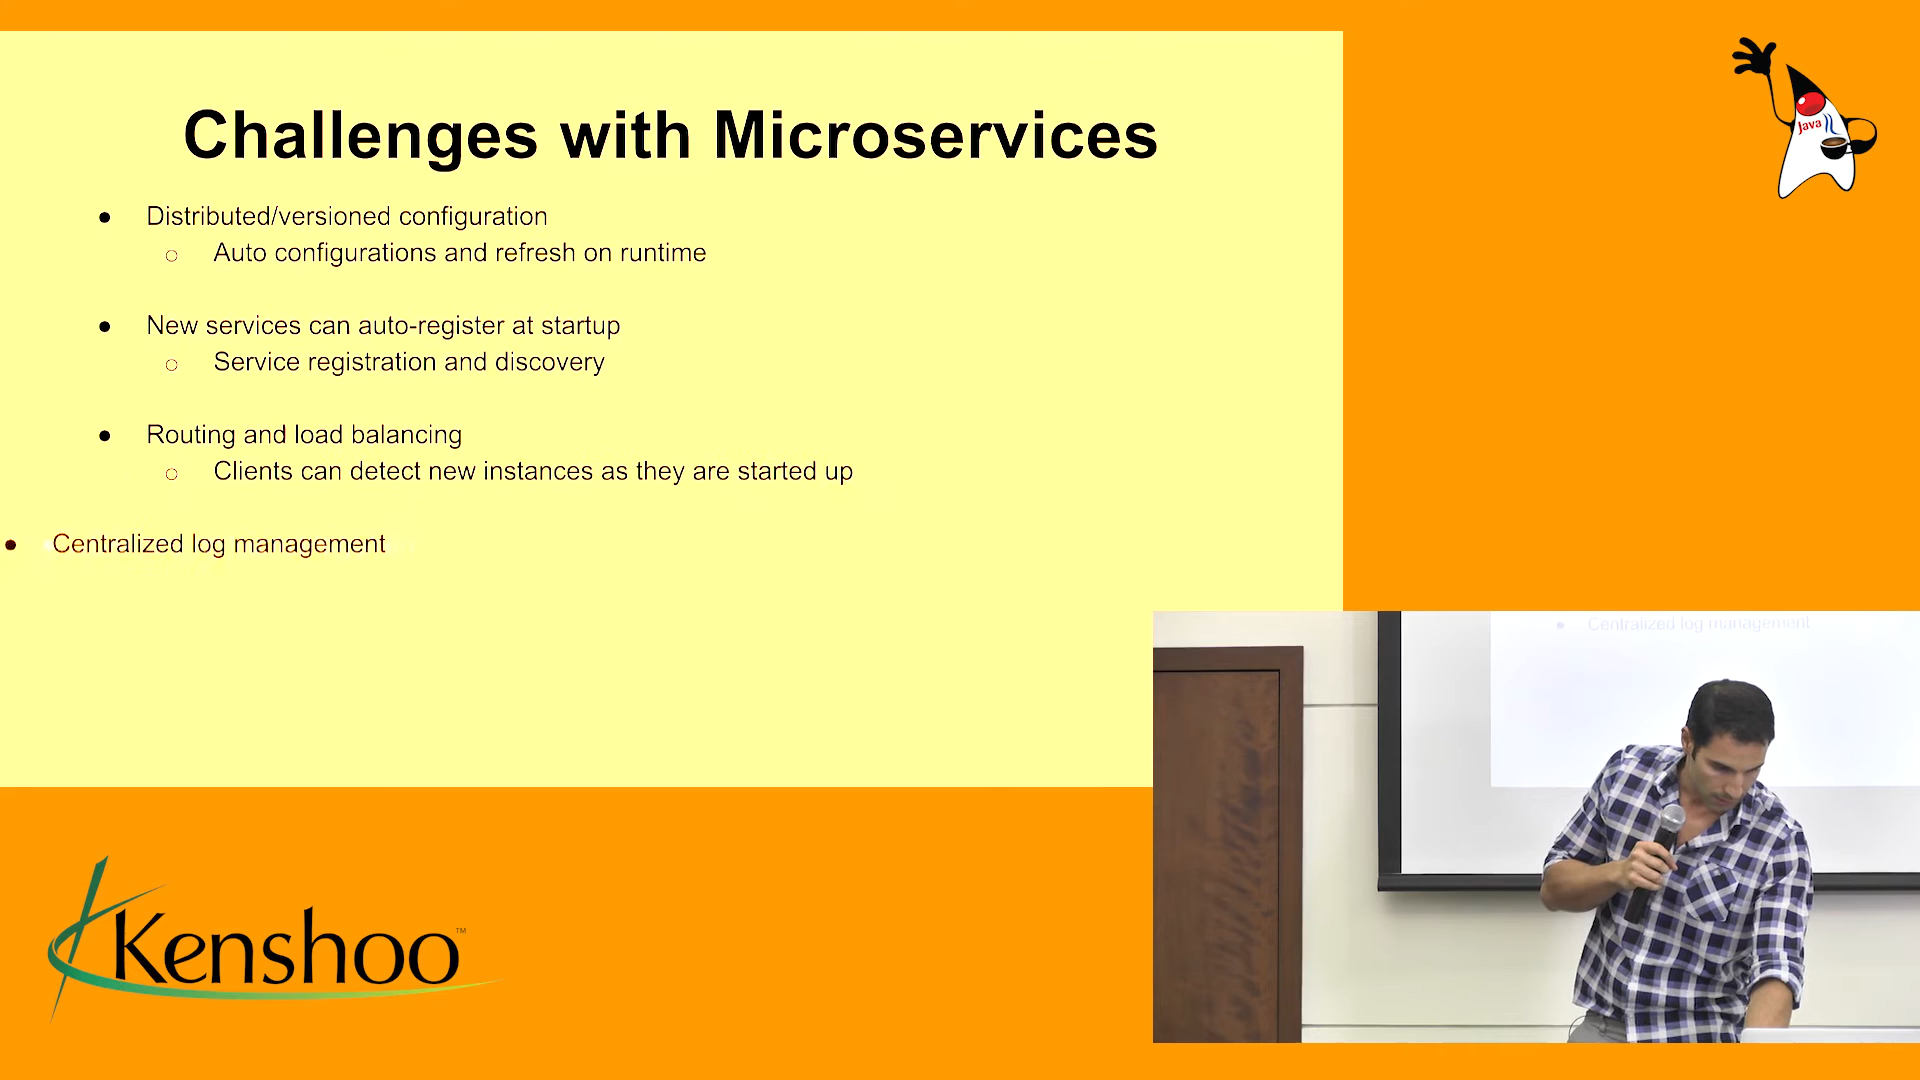 Challenges with Microservices
● Distributed/versioned configuration
○ Auto configurations and refresh on runtime
● New services can auto-register at startup
○ Service registration and discovery
● Routing and load balancing
○ Clients can detect new instances as they are started up
● Centralized log management
Java
● Centralized log management
Kenshoo™